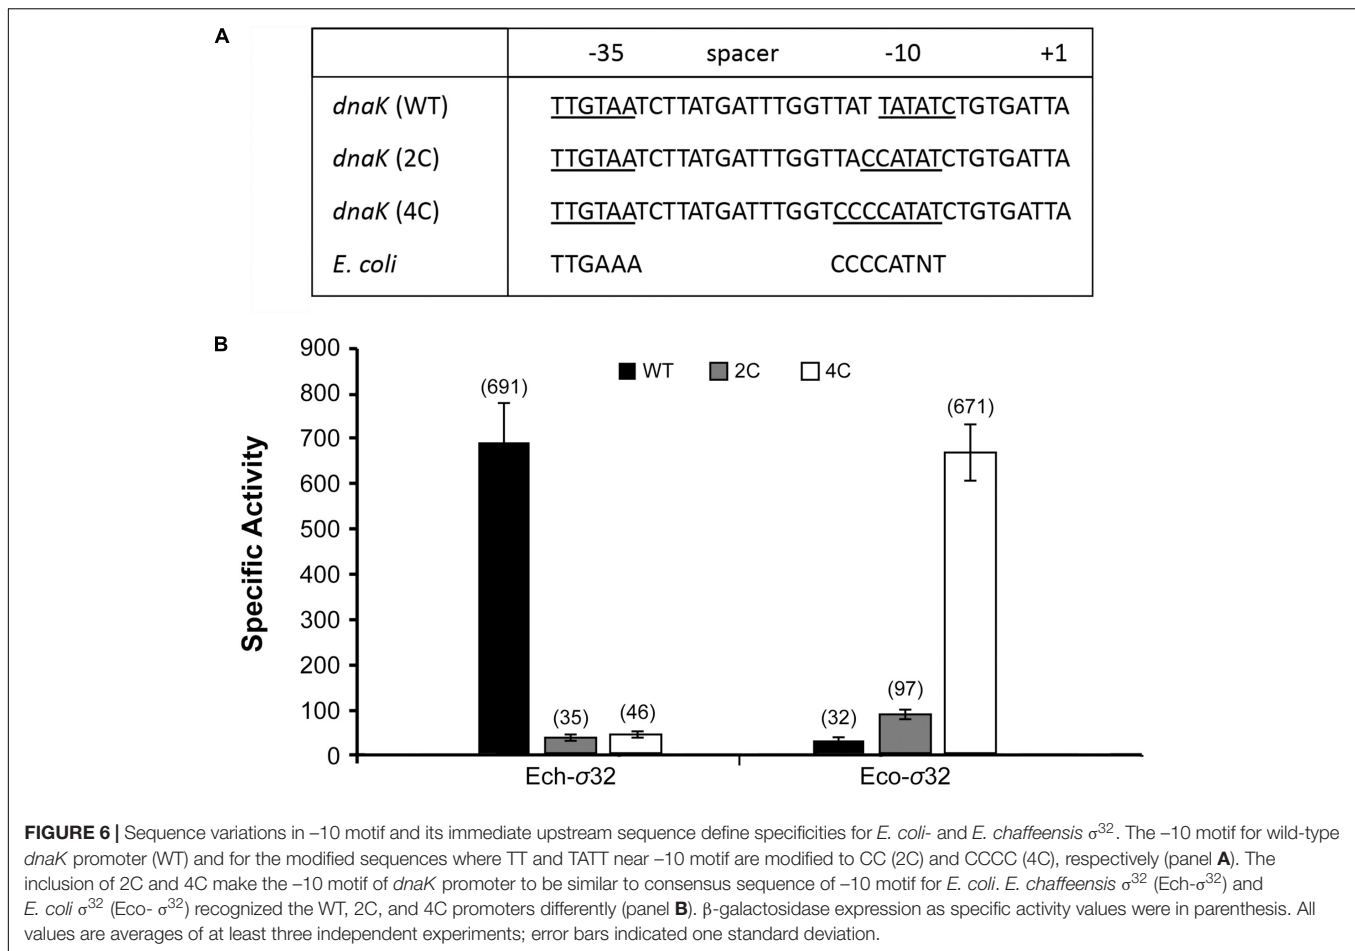 A
-35 spacer -10 +1
dnaK (WT) TTGTAATCTTATGATTTGGTTAT TATATCTGTGATTA
dnaK (2C) TTGTAATCTTATGATTTGGTTACCATATCTGTGATTA
dnaK (4C) TTGTAATCTTATGATTTGGTCCCCATATCTGTGATTA
E. coli TTGAAA CCCCATNT
B
900
800
700
600
500
400
300
200
100
0
Specific Activity
WT 2C 4C
(691)
(35)
(46)
(32)
(97)
(671)
Ech-σ32 Eco-σ32
FIGURE 6 | Sequence variations in –10 motif and its immediate upstream sequence define specificities for E. coli- and E. chaffeensis σ32. The –10 motif for wild-type
dnaK promoter (WT) and for the modified sequences where TT and TATT near –10 motif are modified to CC (2C) and CCCC (4C), respectively (panel A). The
inclusion of 2C and 4C make the –10 motif of dnaK promoter to be similar to consensus sequence of –10 motif for E. coli. E. chaffeensis σ32 (Ech-σ32) and
E. coli σ32 (Eco- σ32) recognized the WT, 2C, and 4C promoters differently (panel B). β-galactosidase expression as specific activity values were in parenthesis. All
values are averages of at least three independent experiments; error bars indicated one standard deviation.